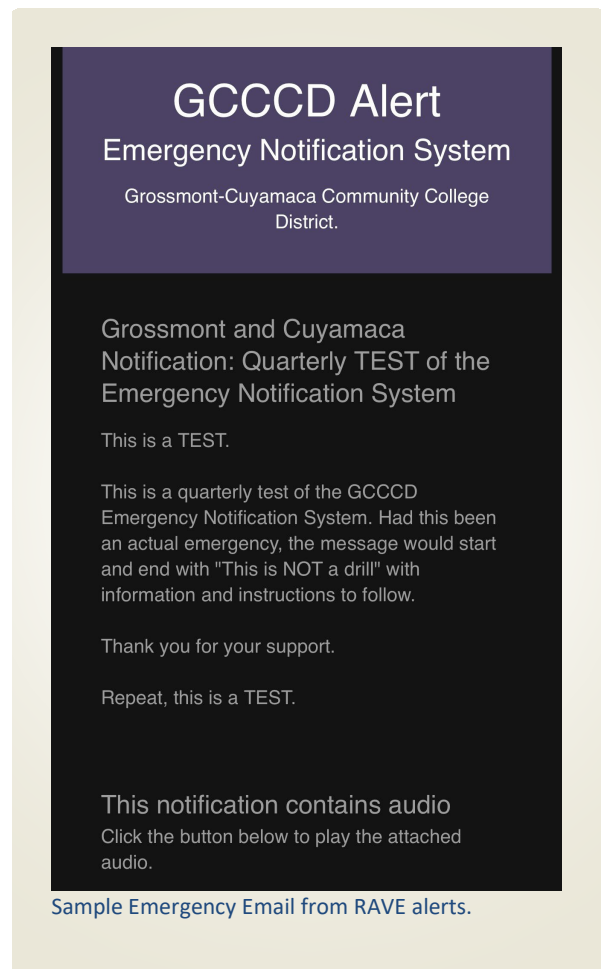 GCCCD Alert
Emergency Notification System
Grossmont-Cuyamaca Community College
District.
Grossmont and Cuyamaca
Notification: Quarterly TEST of the
Emergency Notification System
This is a TEST.
This is a quarterly test of the GCCCD
Emergency Notification System. Had this been
an actual emergency, the message would start
and end with "This is NOT a drill" with
information and instructions to follow.
Thank you for your support.
Repeat, this is a TEST.
This notification contains audio
Click the button below to play the attached
audio.
Sample Emergency Email from RAVE alerts.